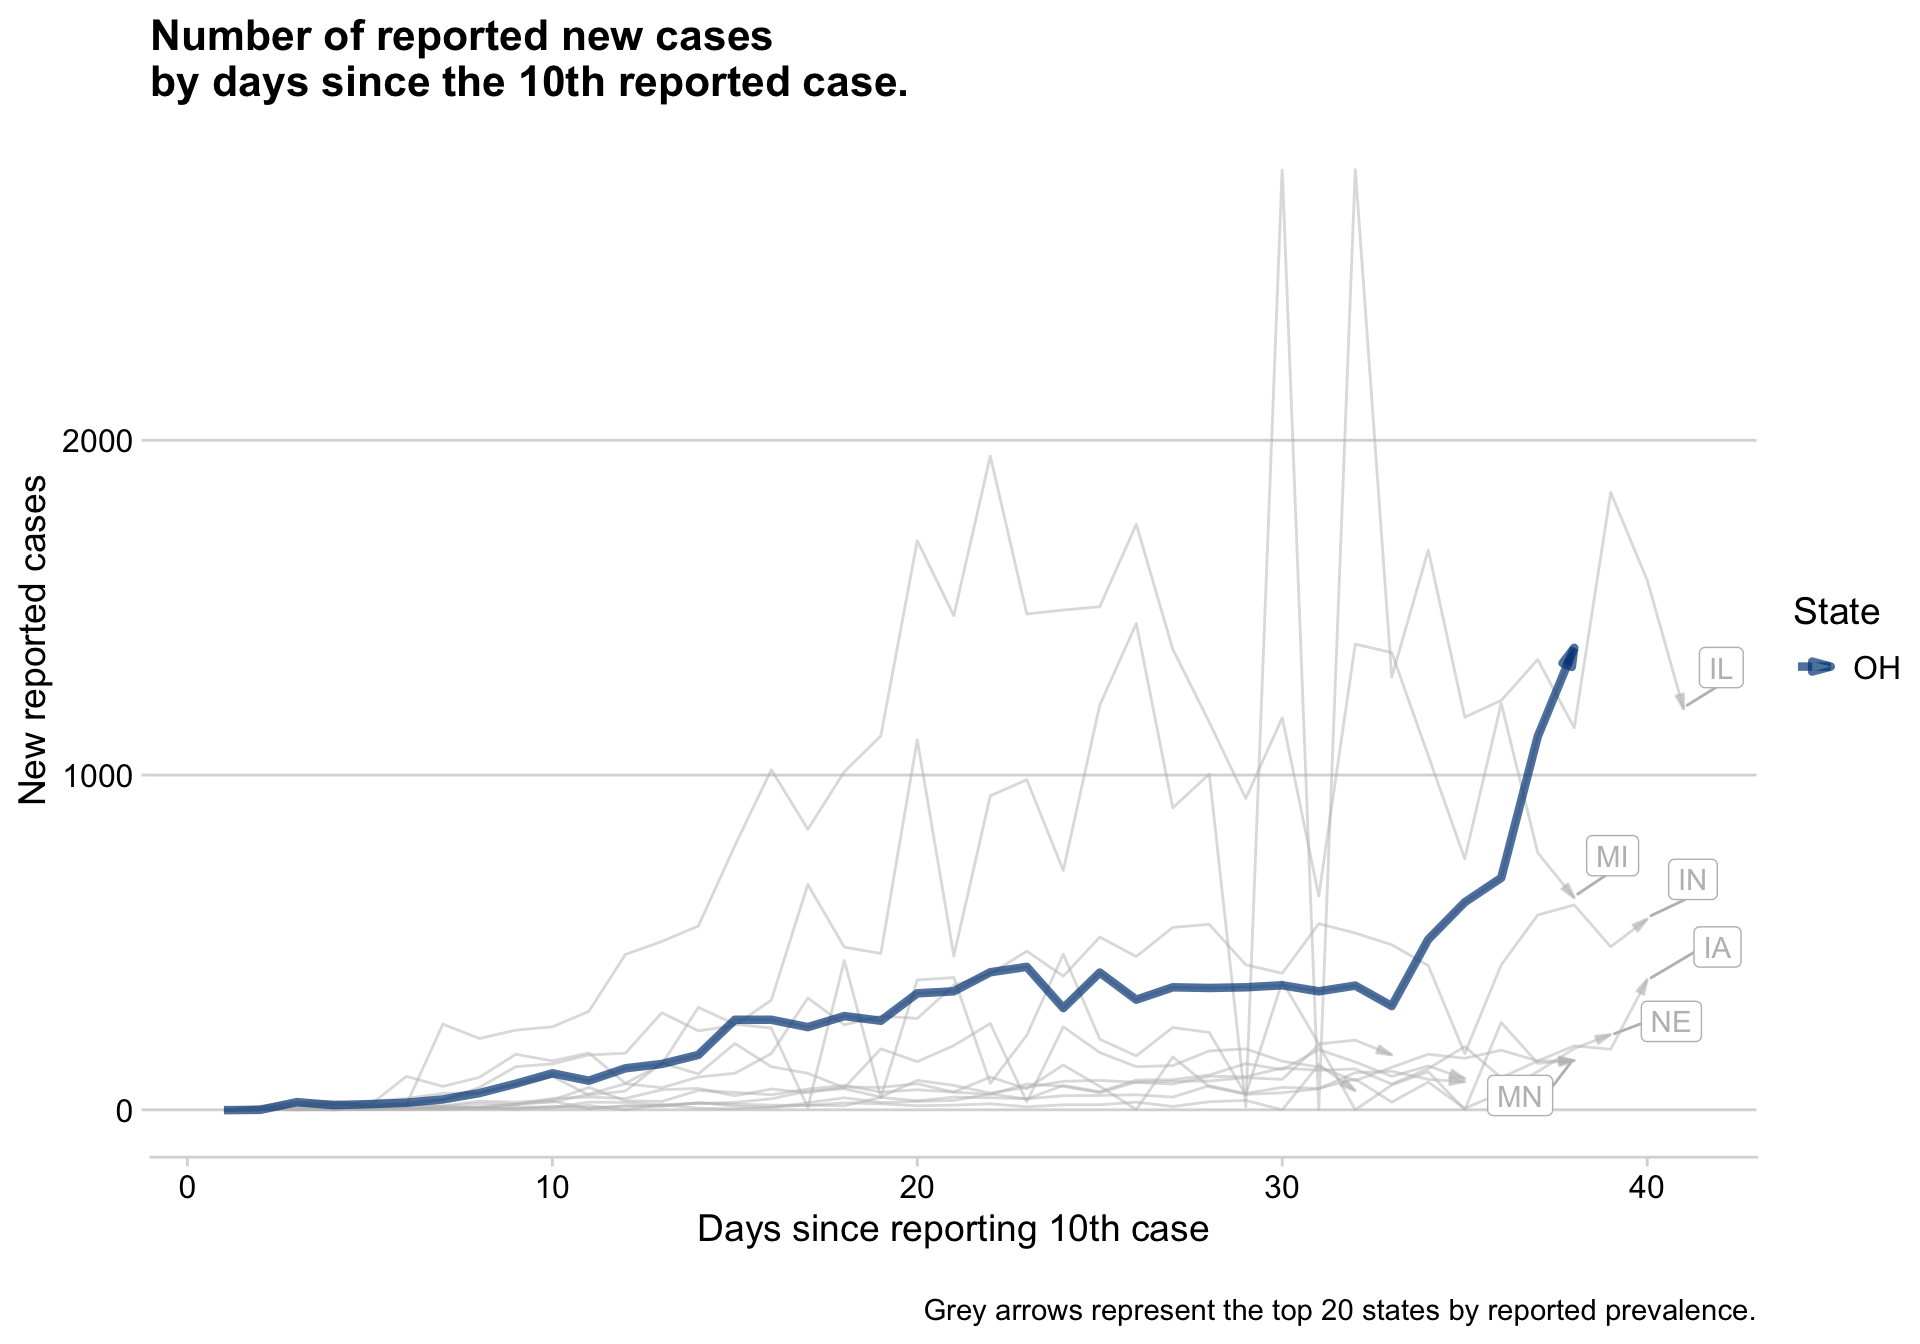 Number of reported new cases
by days since the 10th reported case.
New reported cases
2000
1000
0
0
10
20
30
40
Days since reporting 10th case
IL
MI
IN
IA
NE
MN
State
OH
Grey arrows represent the top 20 states by reported prevalence.